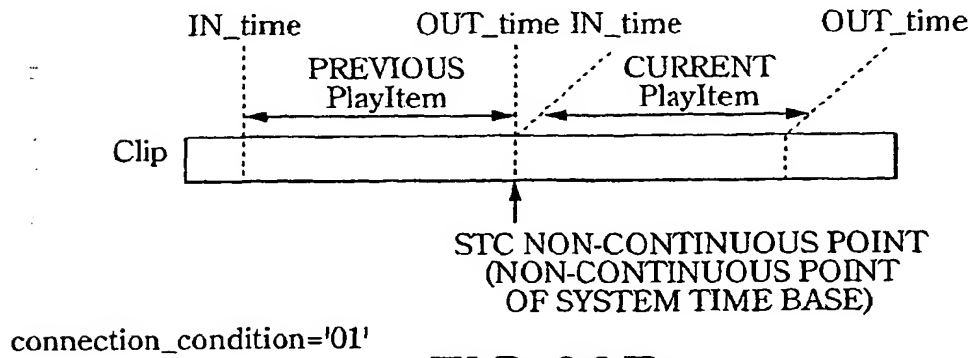 IN_time OUT_time IN_time OUT_time
PREVIOUS CURRENT
PlayItem PlayItem
Clip
STC NON-CONTINUOUS POINT
(NON-CONTINUOUS POINT
OF SYSTEM TIME BASE)
connection_condition='01'